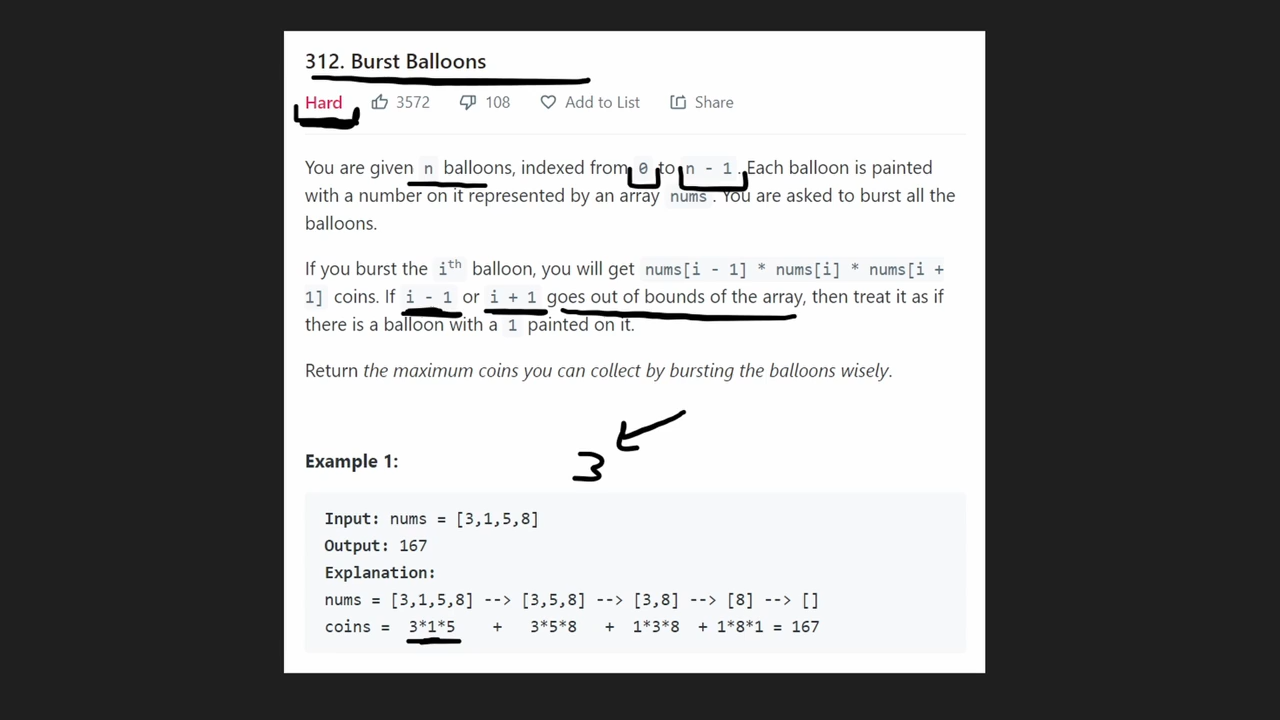 312. Burst Balloons
Hard 3572 108 Add to List Share
You are given n balloons, indexed from 0 to n - 1. Each balloon is painted
with a number on it represented by an array nums. You are asked to burst all the
balloons.
If you burst the ith balloon, you will get nums[i - 1] * nums[i] * nums[i +
1] coins. If i - 1 or i + 1 goes out of bounds of the array, then treat it as if
there is a balloon with a 1 painted on it.
Return the maximum coins you can collect by bursting the balloons wisely.
3
Example 1:
Input: nums = [3,1,5,8]
Output: 167
Explanation:
nums = [3,1,5,8] --> [3,5,8] --> [3,8] --> [8] --> []
coins = 3*1*5 + 3*5*8 + 1*3*8 + 1*8*1 = 167